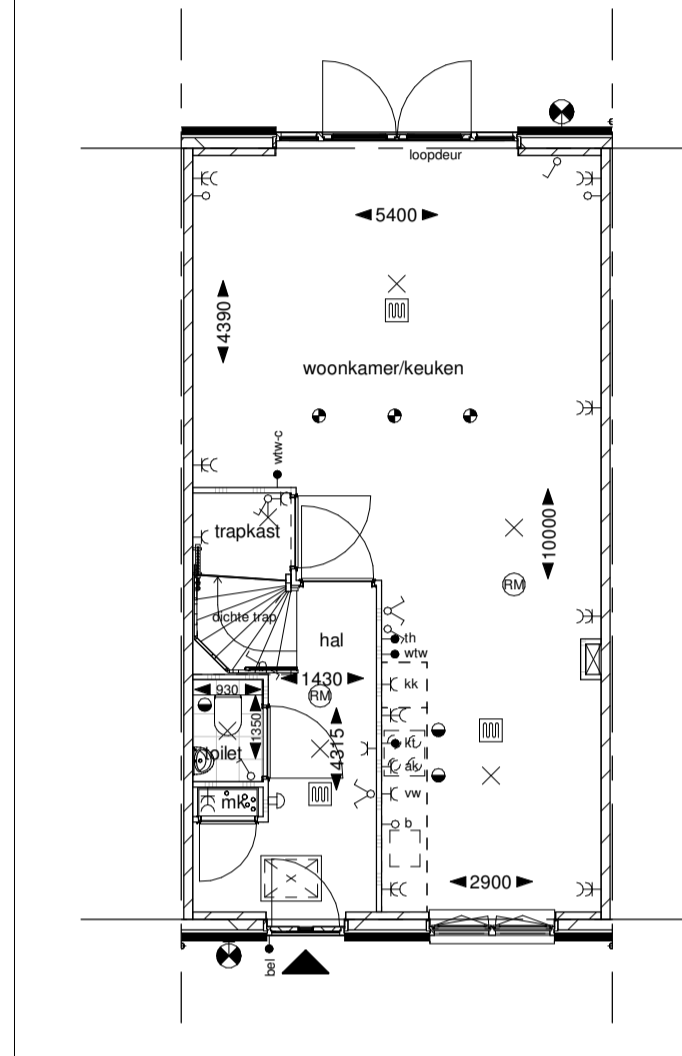 loopdeur
5400
4390
woonkamer/keuken
wtw-c
trapkast
10000
RM
dichte trap
hal
th
wtw
1430
kk
930
RM
1350
toilet
4315
kt
ak
mk
vw
b
x
2900
bel